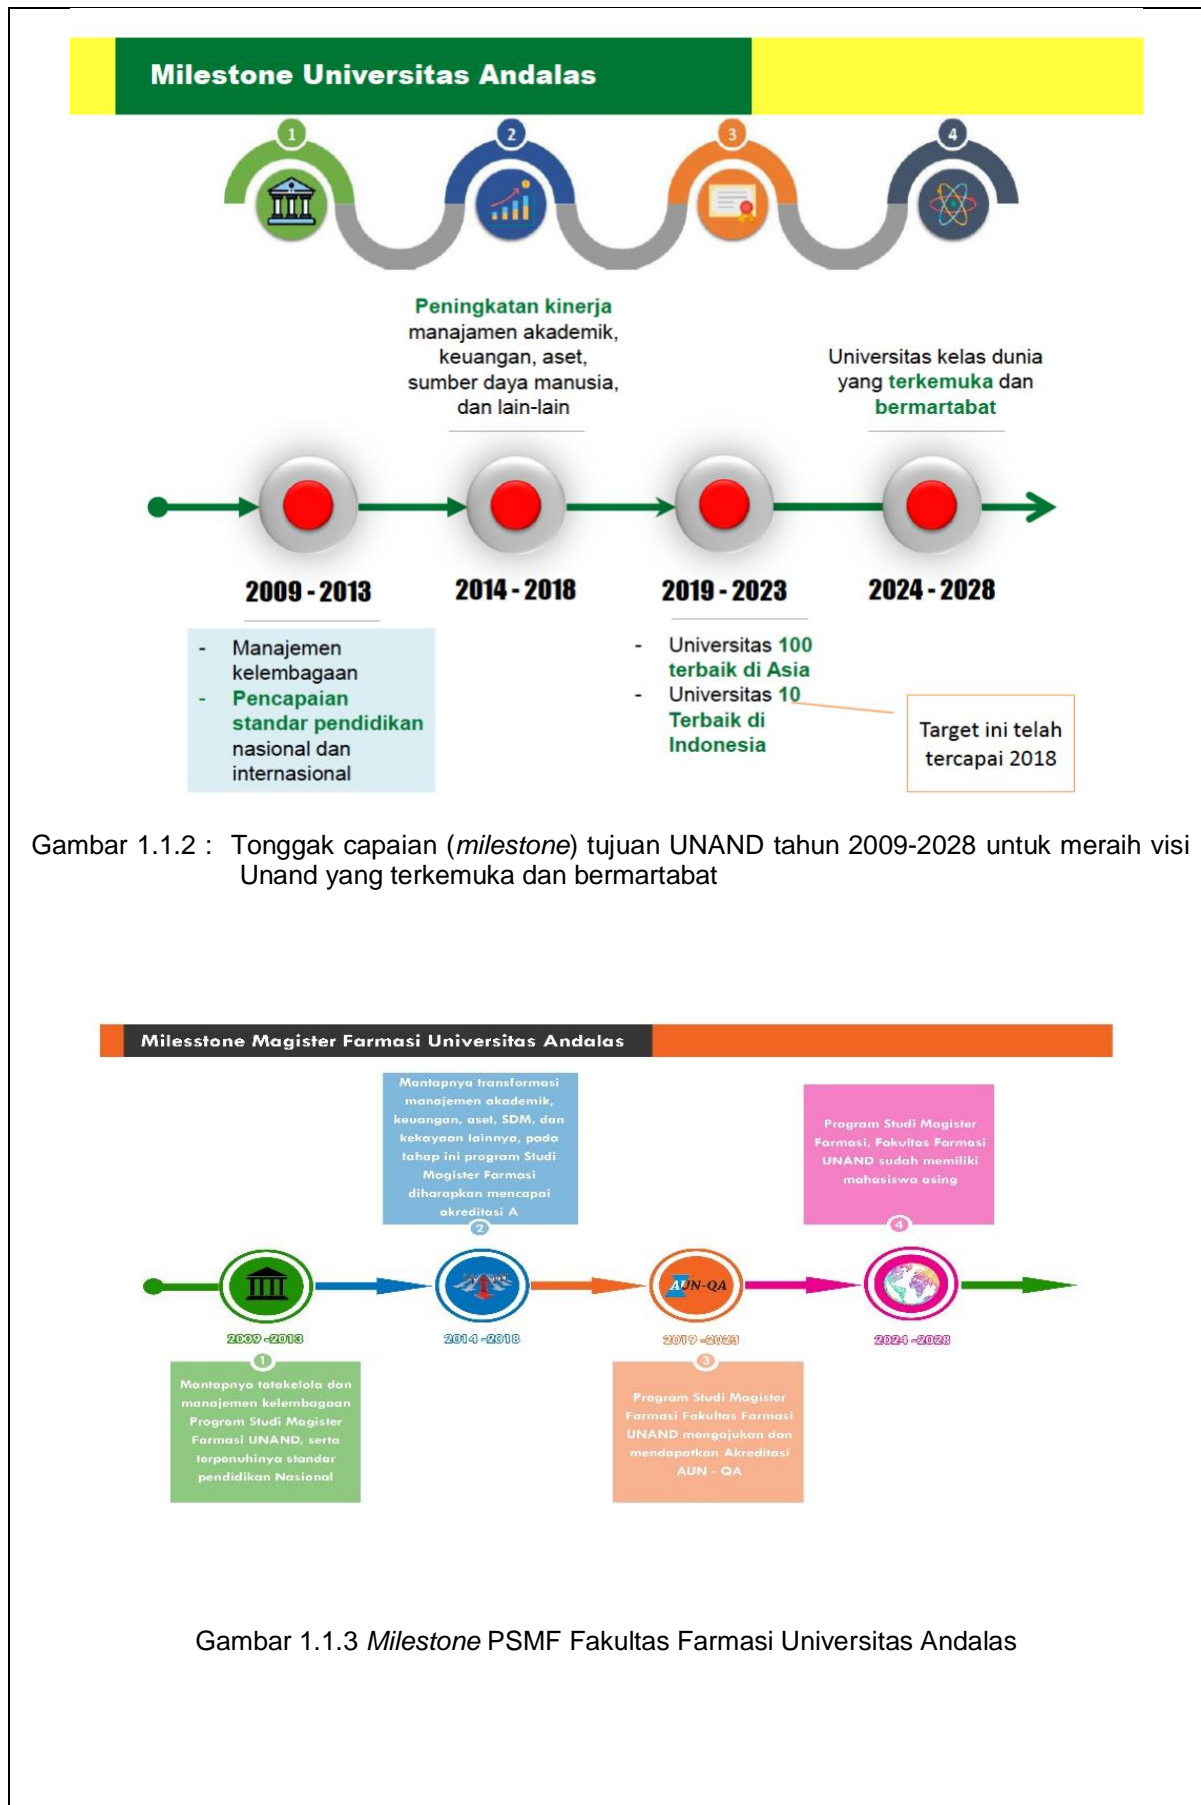 Milestone Universitas Andalas
1
2
3
4
Peningkatan kinerja
manajamen akademik,
keuangan, aset,
sumber daya manusia,
dan lain-lain
Universitas kelas dunia
yang terkemuka dan
bermartabat
2009 - 2013
2014 - 2018
2019 - 2023
2024 - 2028
- Manajemen
kelembagaan
- Pencapaian
standar pendidikan
nasional dan
internasional
- Universitas 100
terbaik di Asia
- Universitas 10
Terbaik di
Indonesia
Target ini telah
tercapai 2018
Gambar 1.1.2 : Tonggak capaian (milestone) tujuan UNAND tahun 2009-2028 untuk meraih visi
Unand yang terkemuka dan bermartabat
Milesstone Magister Farmasi Universitas Andalas
Mantapnya transformasi
manajemen akademik,
keuangan, aset, SDM, dan
kekayaan lainnya, pada
tahap ini program Studi
Magister Farmasi
diharapkan mencapai
akreditasi A
2
Program Studi Magister
Farmasi, Fakultas Farmasi
UNAND sudah memiliki
mahasiswa asing
4
AUN-QA
2009 -2013
2014 -2018
2019 -2023
2024 -2028
1
Mantapnya tatakelola dan
manajemen kelembagaan
Program Studi Magister
Farmasi UNAND, serta
terpenuhinya standar
pendidikan Nasional
3
Program Studi Magister
Farmasi Fakultas Farmasi
UNAND mengajukan dan
mendapatkan Akreditasi
AUN - QA
Gambar 1.1.3 Milestone PSMF Fakultas Farmasi Universitas Andalas